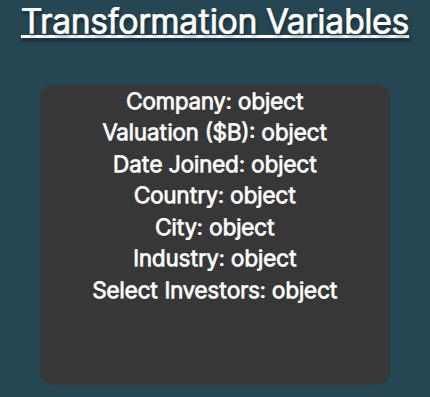 Transformation Variables
Company: object
Valuation ($B): object
Date Joined: object
Country: object
City: object
Industry: object
Select Investors: object